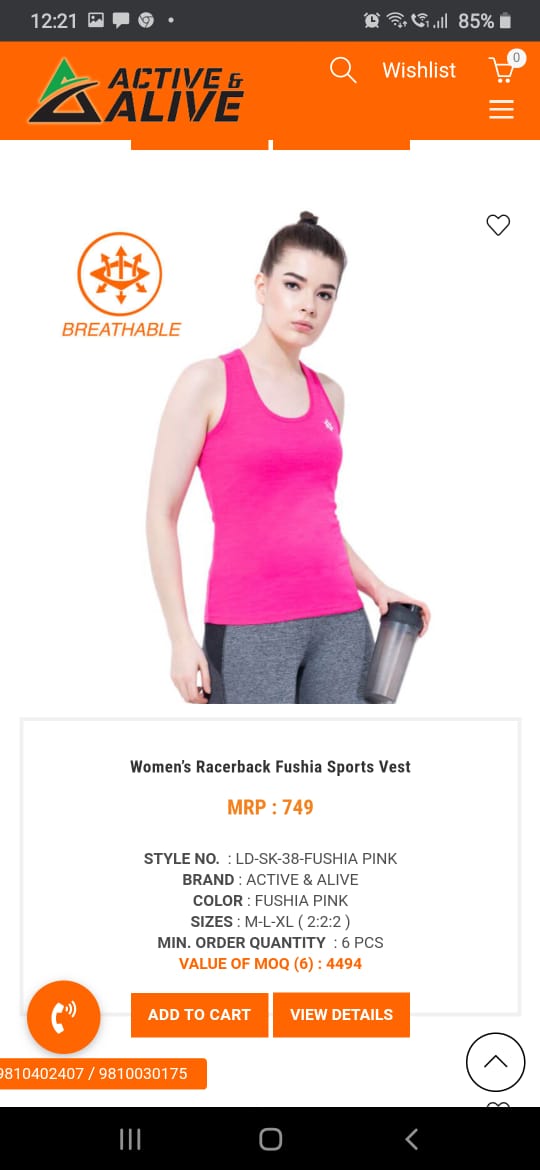 12:21
85%
ACTIVE &
ALIVE
Wishlist
0
BREATHABLE
Women's Racerback Fushia Sports Vest
MRP : 749
STYLE NO. : LD-SK-38-FUSHIA PINK
BRAND : ACTIVE & ALIVE
COLOR : FUSHIA PINK
SIZES : M-L-XL ( 2:2:2 )
MIN. ORDER QUANTITY : 6 PCS
VALUE OF MOQ (6) : 4494
ADD TO CART
VIEW DETAILS
9810402407 / 9810030175